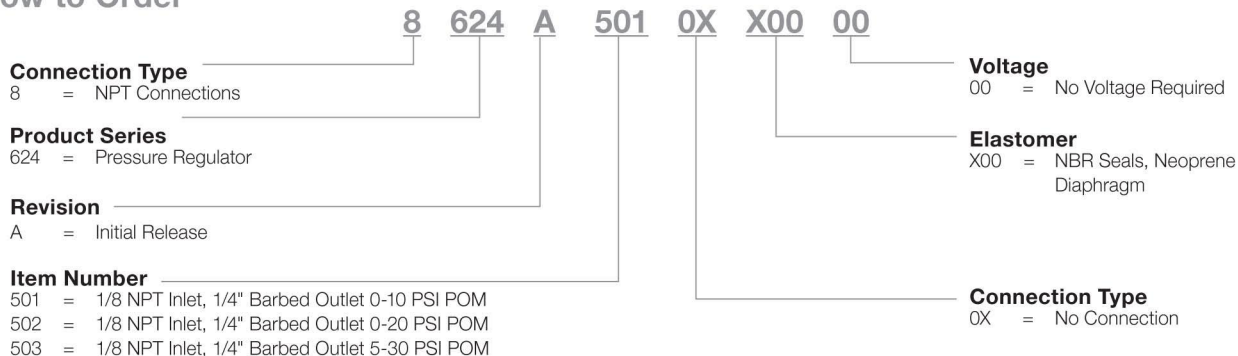 8 624 A 501 0X X00 00
Connection Type
8 = NPT Connections
Product Series
624 = Pressure Regulator
Revision
A = Initial Release
Item Number
501 = 1/8 NPT Inlet, 1/4" Barbed Outlet 0-10 PSI POM
502 = 1/8 NPT Inlet, 1/4" Barbed Outlet 0-20 PSI POM
503 = 1/8 NPT Inlet, 1/4" Barbed Outlet 5-30 PSI POM
Voltage
00 = No Voltage Required
Elastomer
X00 = NBR Seals, Neoprene
Diaphragm
Connection Type
0X = No Connection